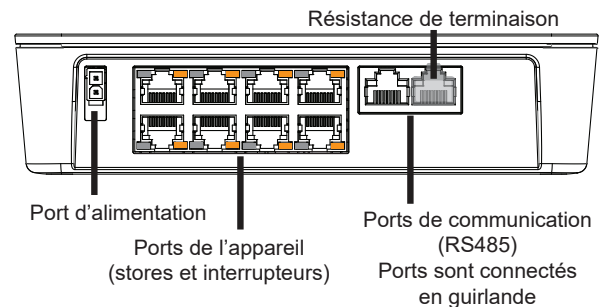 Résistance de terminaison
Port d'alimentation
Ports de l'appareil
(stores et interrupteurs)
Ports de communication
(RS485)
Ports sont connectés
en guirlande